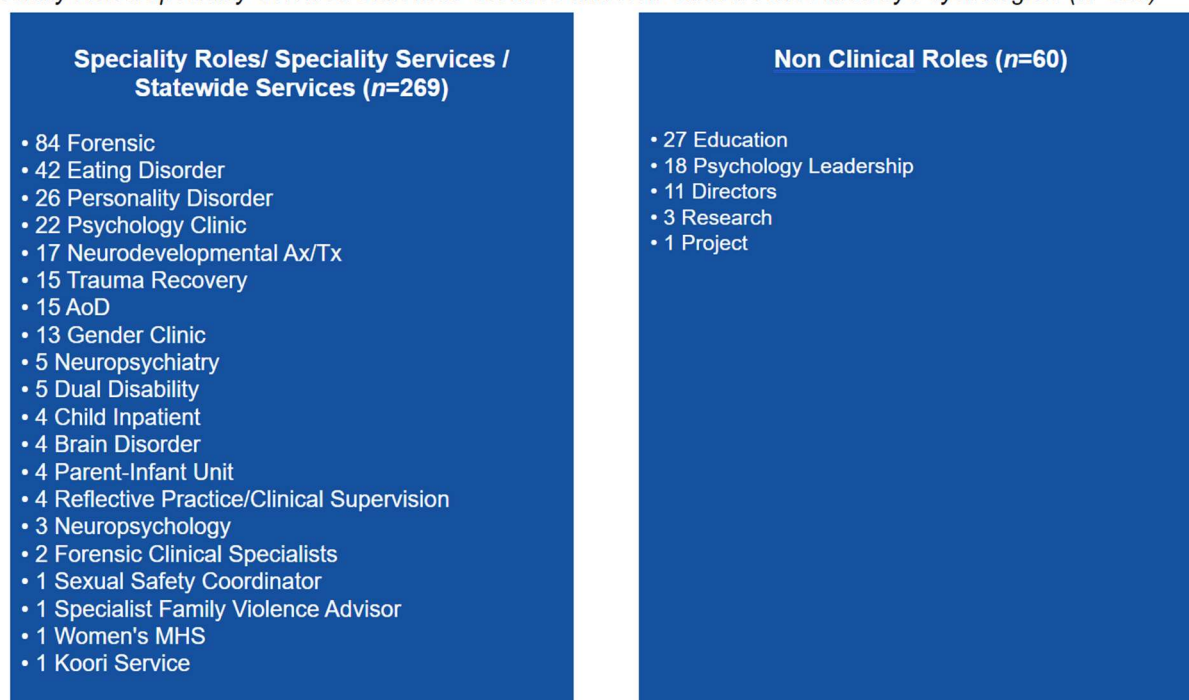 Speciality Roles/ Speciality Services /
Statewide Services (n=269)
• 84 Forensic
• 42 Eating Disorder
• 26 Personality Disorder
• 22 Psychology Clinic
• 17 Neurodevelopmental Ax/Tx
• 15 Trauma Recovery
• 15 AoD
• 13 Gender Clinic
• 5 Neuropsychiatry
• 5 Dual Disability
• 4 Child Inpatient
• 4 Brain Disorder
• 4 Parent-Infant Unit
• 4 Reflective Practice/Clinical Supervision
• 3 Neuropsychology
• 2 Forensic Clinical Specialists
• 1 Sexual Safety Coordinator
• 1 Specialist Family Violence Advisor
• 1 Women's MHS
• 1 Koori Service
Non Clinical Roles (n=60)
• 27 Education
• 18 Psychology Leadership
• 11 Directors
• 3 Research
• 1 Project